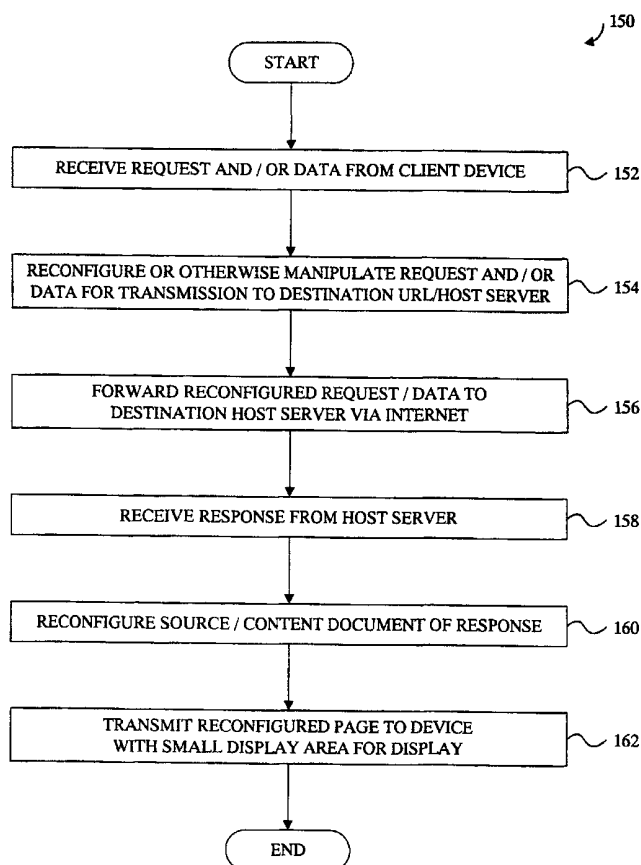 150
START
RECEIVE REQUEST AND / OR DATA FROM CLIENT DEVICE
152
RECONFIGURE OR OTHERWISE MANIPULATE REQUEST AND / OR
DATA FOR TRANSMISSION TO DESTINATION URL/HOST SERVER
154
FORWARD RECONFIGURED REQUEST / DATA TO
DESTINATION HOST SERVER VIA INTERNET
156
RECEIVE RESPONSE FROM HOST SERVER
158
RECONFIGURE SOURCE / CONTENT DOCUMENT OF RESPONSE
160
TRANSMIT RECONFIGURED PAGE TO DEVICE
WITH SMALL DISPLAY AREA FOR DISPLAY
162
END